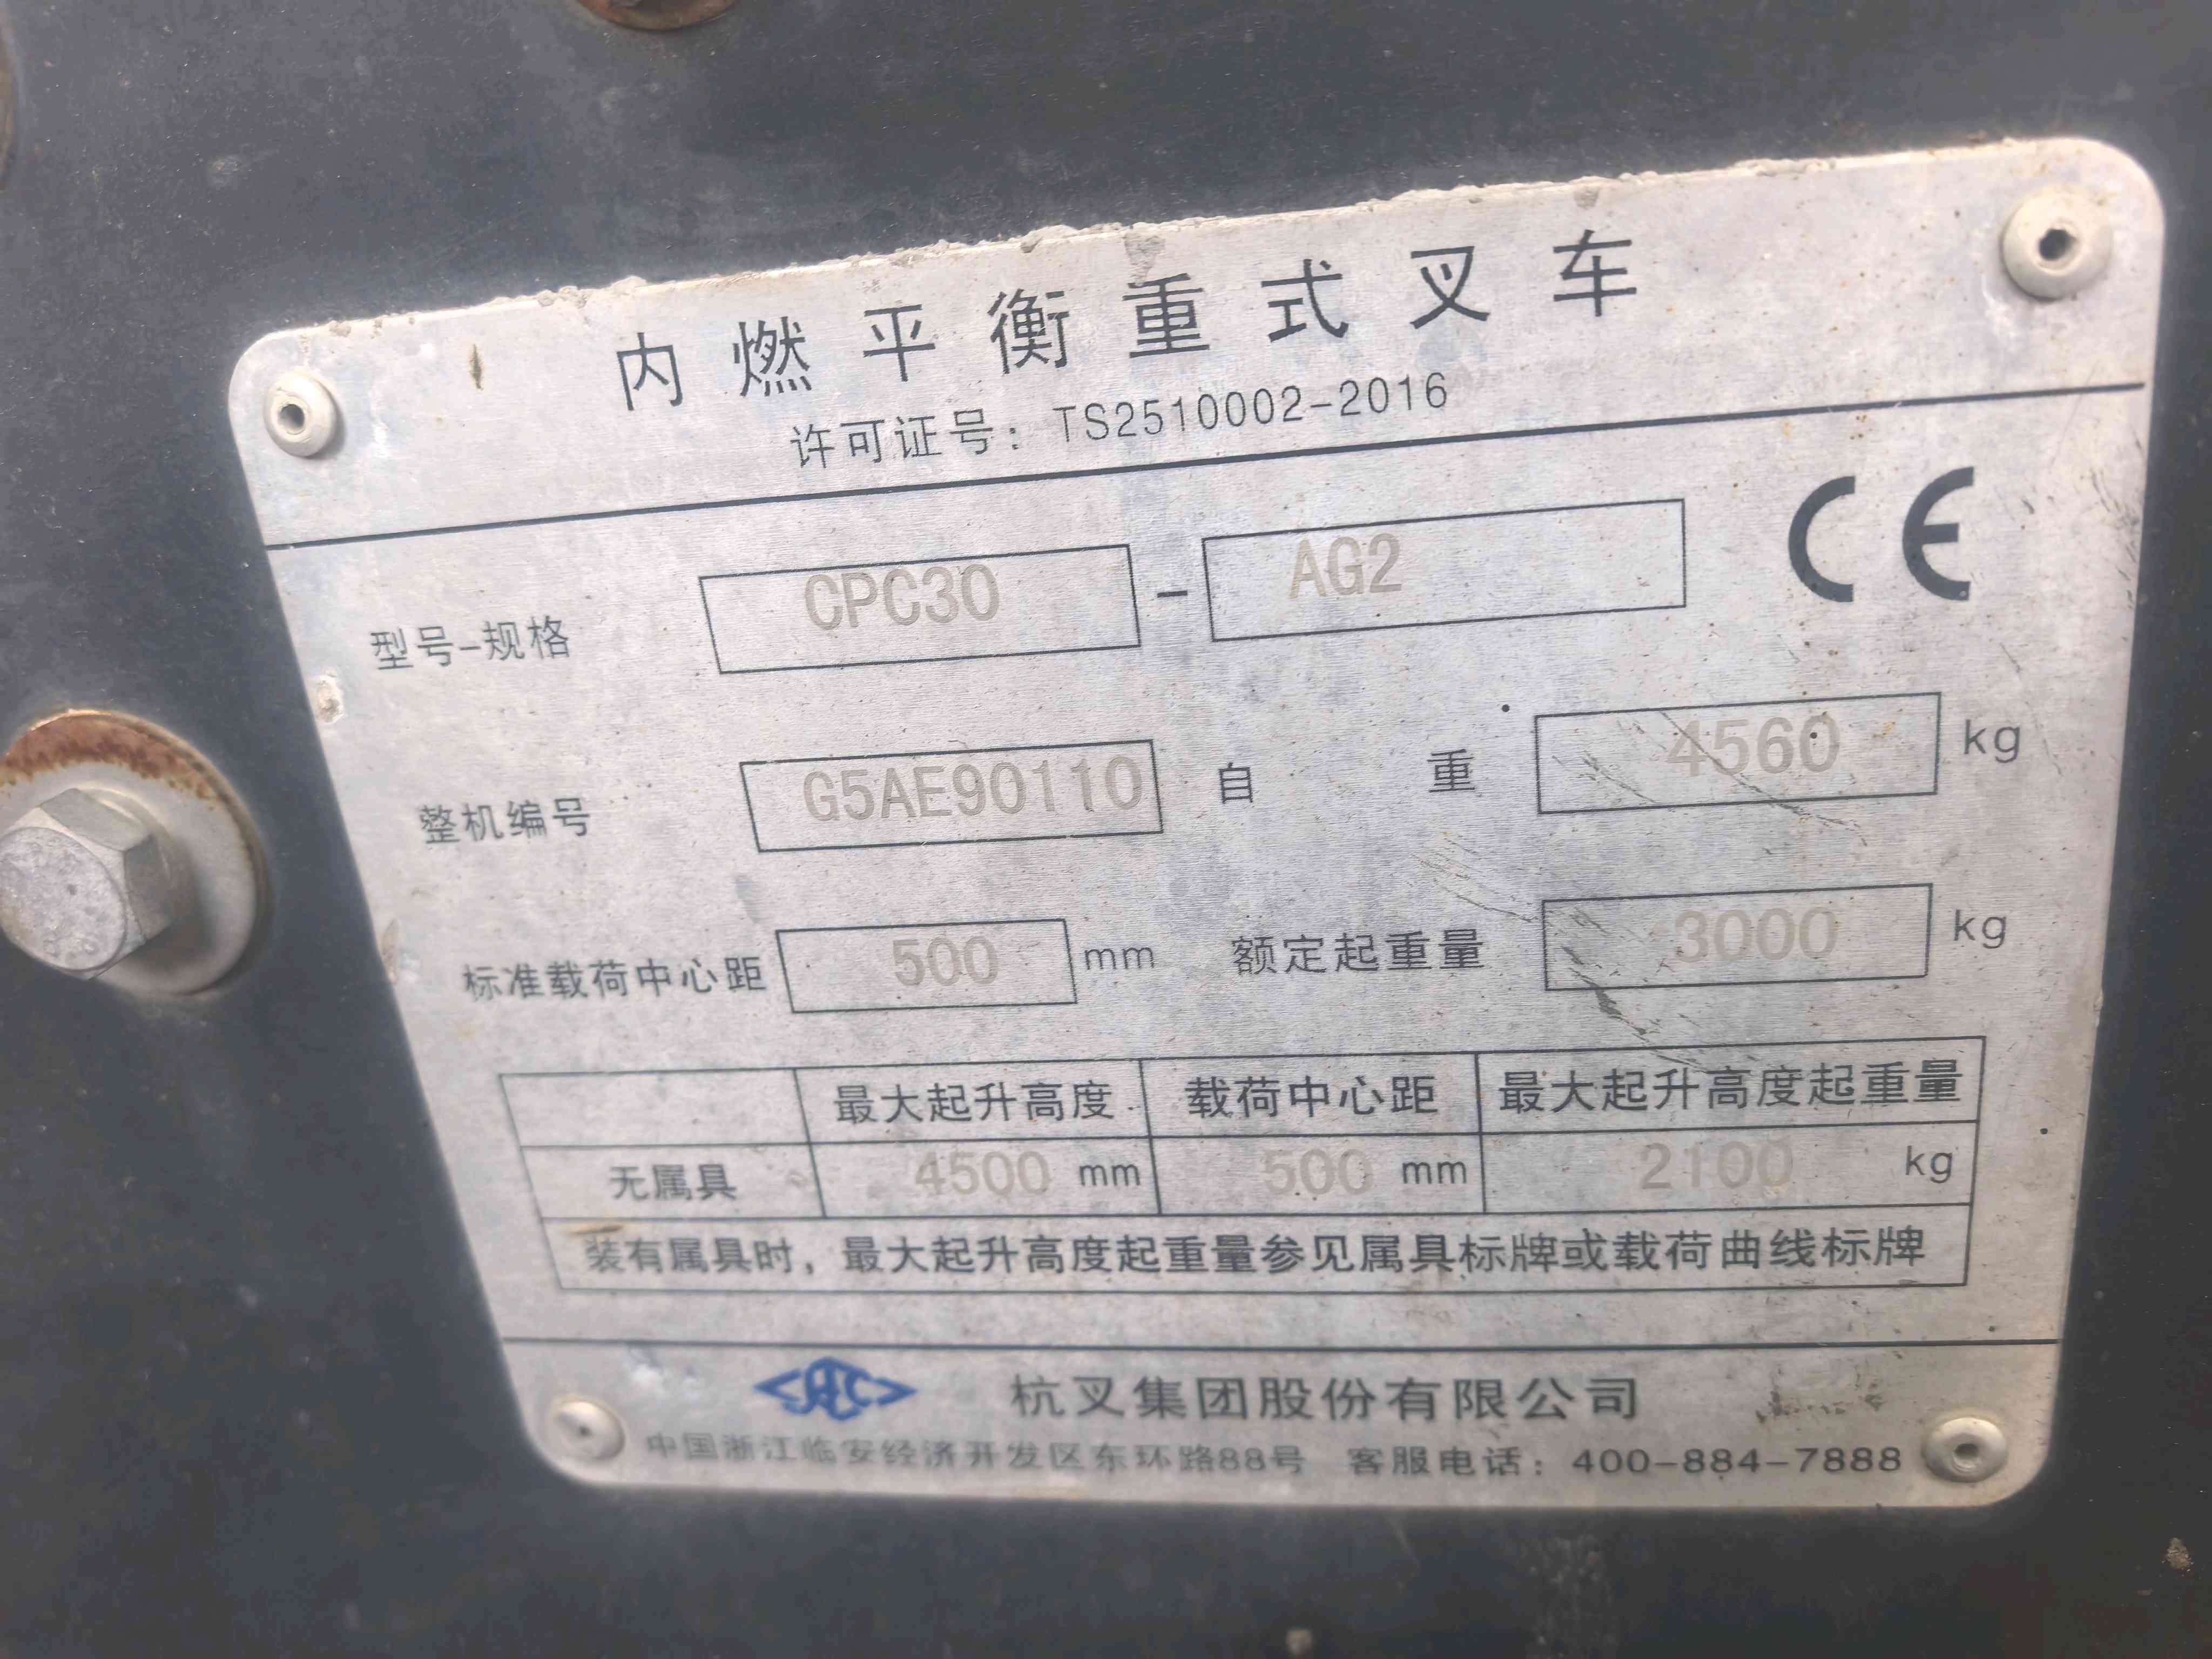 内燃平衡重式叉车
许可证号：TS2510002-2016
型号-规格 CPC30 - AG2 CE
整机编号 G5AE90110 自重 4560 kg
标准载荷中心距 500 mm 额定起重量 3000 kg
最大起升高度 载荷中心距 最大起升高度起重量
无属具 4500 mm 500 mm 2100 kg
装有属具时，最大起升高度起重量参见属具标牌或载荷曲线标牌
杭叉集团股份有限公司
中国浙江临安经济开发区东环路88号 客服电话：400-884-7888